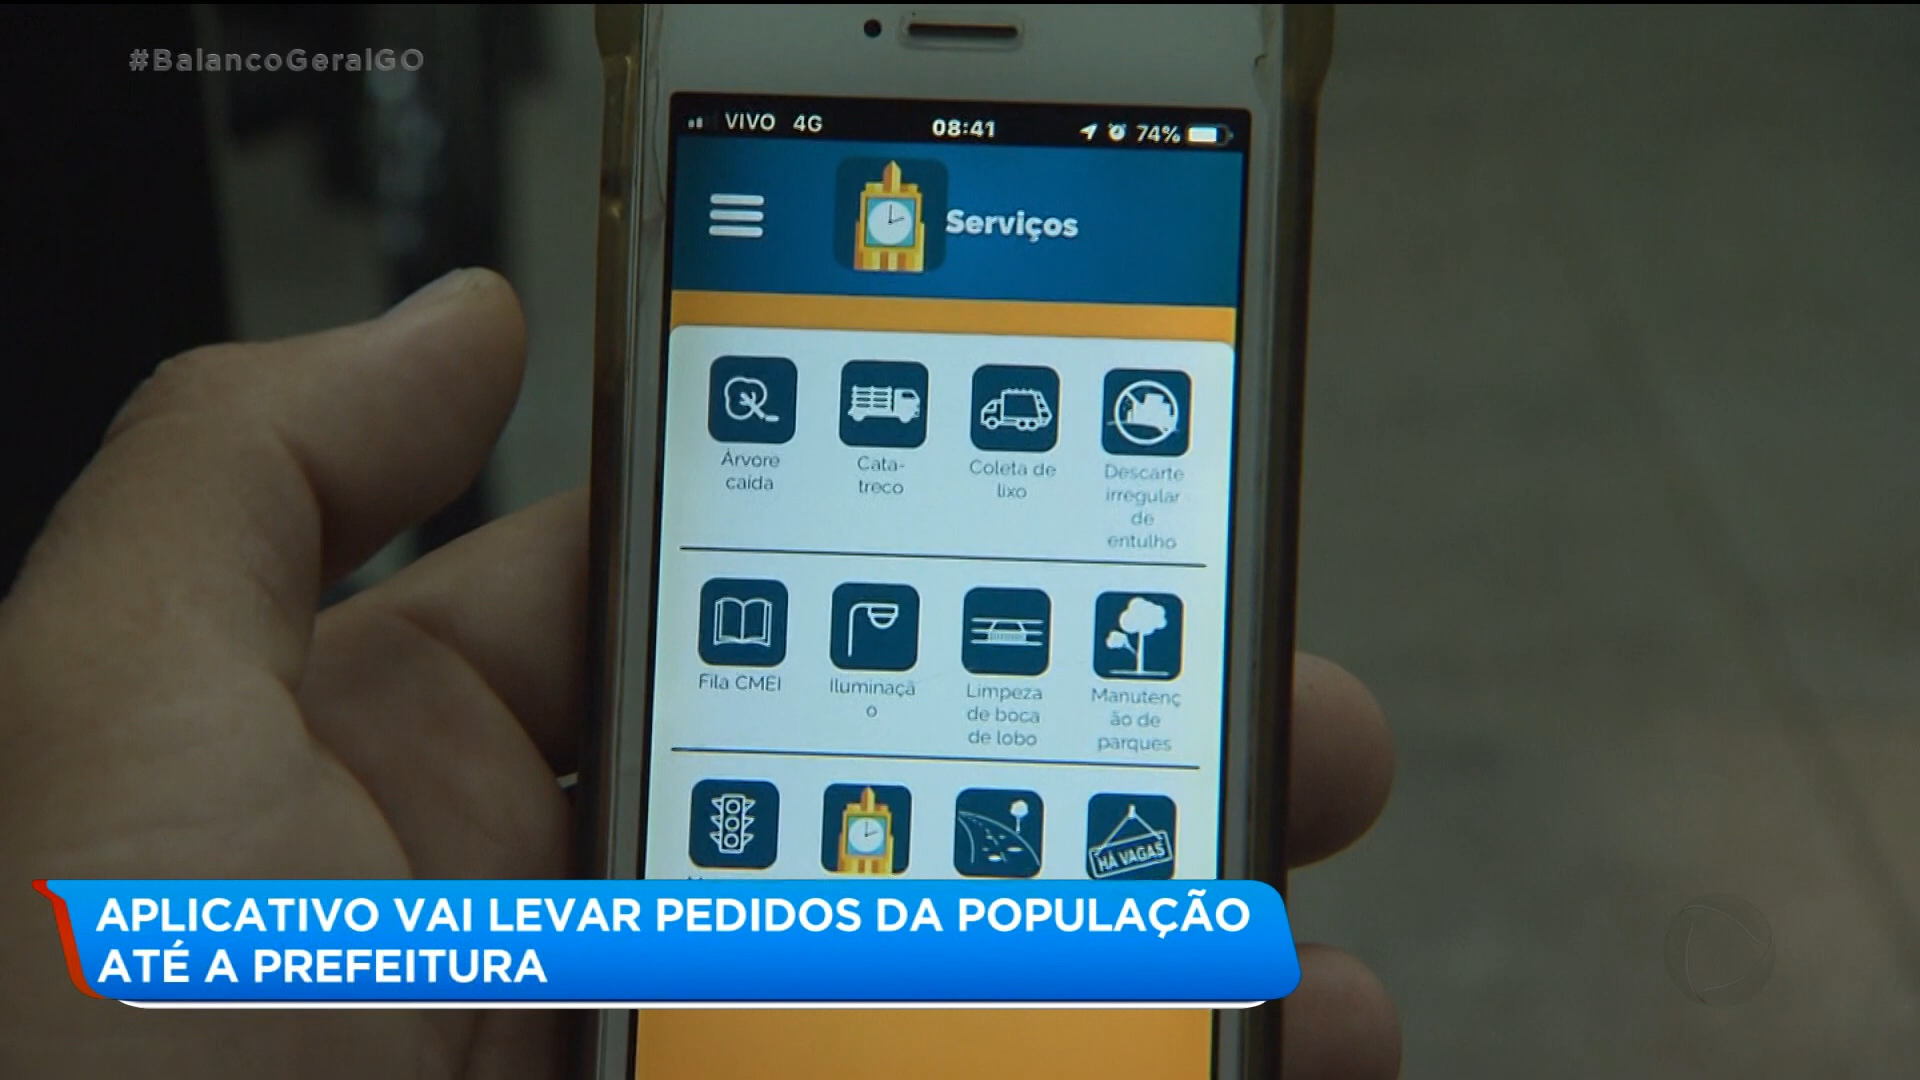 #BalancoGeralGO
VIVO 4G 08:41 74%
Serviços
Árvore
caída
Cata-
treco
Coleta de
lixo
Descarte
irregular
de
entulho
Fila CMEI
Iluminaçã
o
Limpeza
de boca
de lobo
Manutenç
ão de
parques
HÁ VAGAS
APLICATIVO VAI LEVAR PEDIDOS DA POPULAÇÃO
ATÉ A PREFEITURA